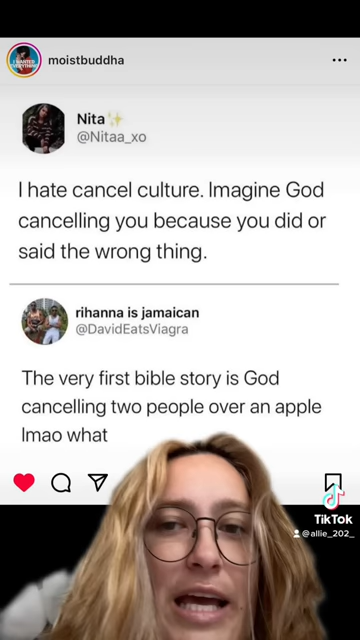 moistbuddha
Nita✨
@Nitaa_xo
I hate cancel culture. Imagine God
cancelling you because you did or
said the wrong thing.
rihanna is jamaican
@DavidEatsViagra
The very first bible story is God
cancelling two people over an apple
lmao what
TikTok
@allie_202_